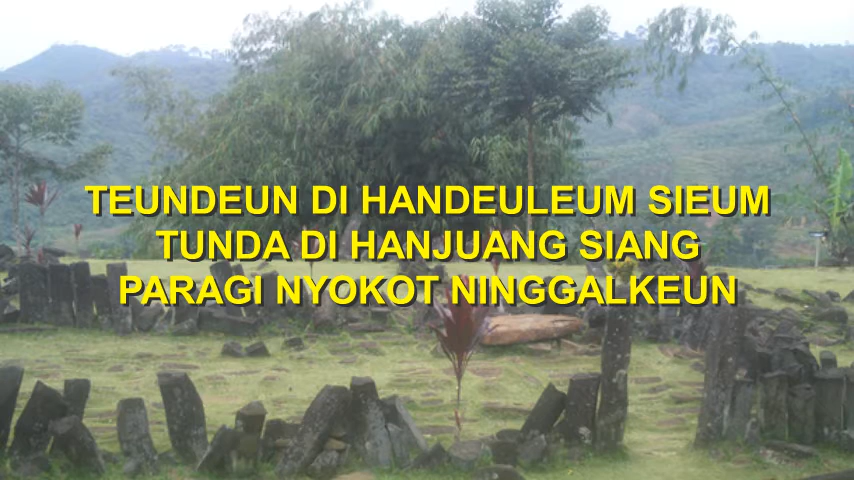 TEUNDEUN DI HANDEULEUM SIEUM
TUNDA DI HANJUANG SIANG
PARAGI NYOKOT NINGGALKEUN